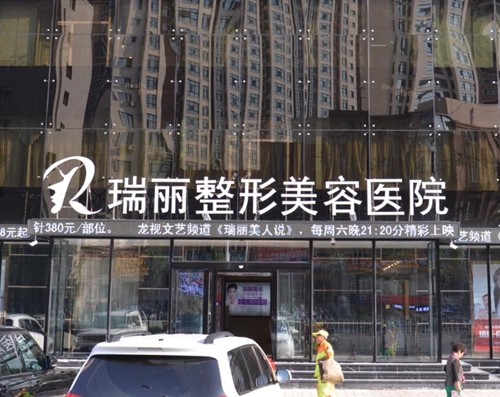 瑞丽整形美容医院
8元起 针380元/部位。 龙视文艺频道《瑞丽美人说》，每周六晚21:20分精彩上映 《艺频